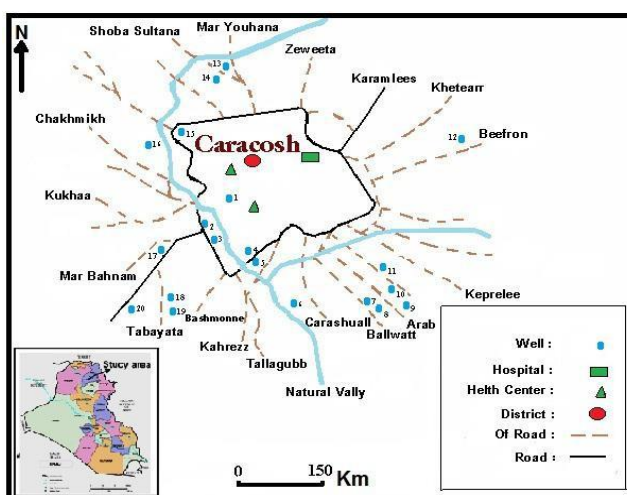 N
Shoba Sultana
Mar Youhana
Zeweeta
Karamlees
Khetearr
Beefron
Chakhmikh
13
14
15
16
12
Caracosh
Kukhaa
1
2
3
4
5
Mar Bahnam
17
18
19
20
11
10
9
8
7
6
Keprelee
Tabayata
Bashmonne
Kahrezz
Tallagubb
Carashuall
Ballwatt
Arab
Natural Vally
Well :
Hospital :
Helth Center :
District :
Of Road :
Road :
Stucy area
0 150 Km